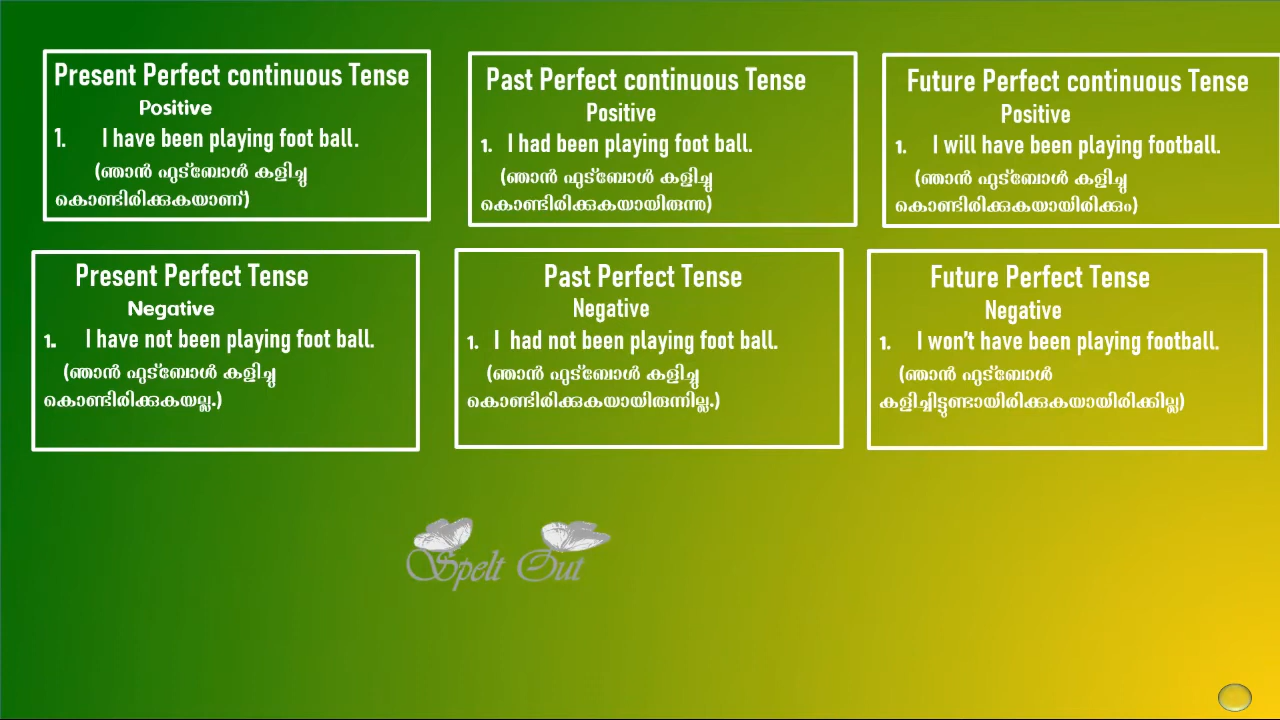 Present Perfect continuous Tense
Positive
1. I have been playing foot ball.
(ഞാൻ ഫുട്ബോൾ കളിച്ചു
കൊണ്ടിരിക്കുകയാണ്)
Past Perfect continuous Tense
Positive
1. I had been playing foot ball.
(ഞാൻ ഫുട്ബോൾ കളിച്ചു
കൊണ്ടിരിക്കുകയായിരുന്നു)
Future Perfect continuous Tense
Positive
1. I will have been playing football.
(ഞാൻ ഫുട്ബോൾ കളിച്ചു
കൊണ്ടിരിക്കുകയായിരിക്കും)
Present Perfect Tense
Negative
1. I have not been playing foot ball.
(ഞാൻ ഫുട്ബോൾ കളിച്ചു
കൊണ്ടിരിക്കുകയല്ല.)
Past Perfect Tense
Negative
1. I had not been playing foot ball.
(ഞാൻ ഫുട്ബോൾ കളിച്ചു
കൊണ്ടിരിക്കുകയായിരുന്നില്ല.)
Future Perfect Tense
Negative
1. I won't have been playing football.
(ഞാൻ ഫുട്ബോൾ
കളിച്ചിട്ടുണ്ടായിരിക്കുകയായിരിക്കില്ല)
Spelt Out